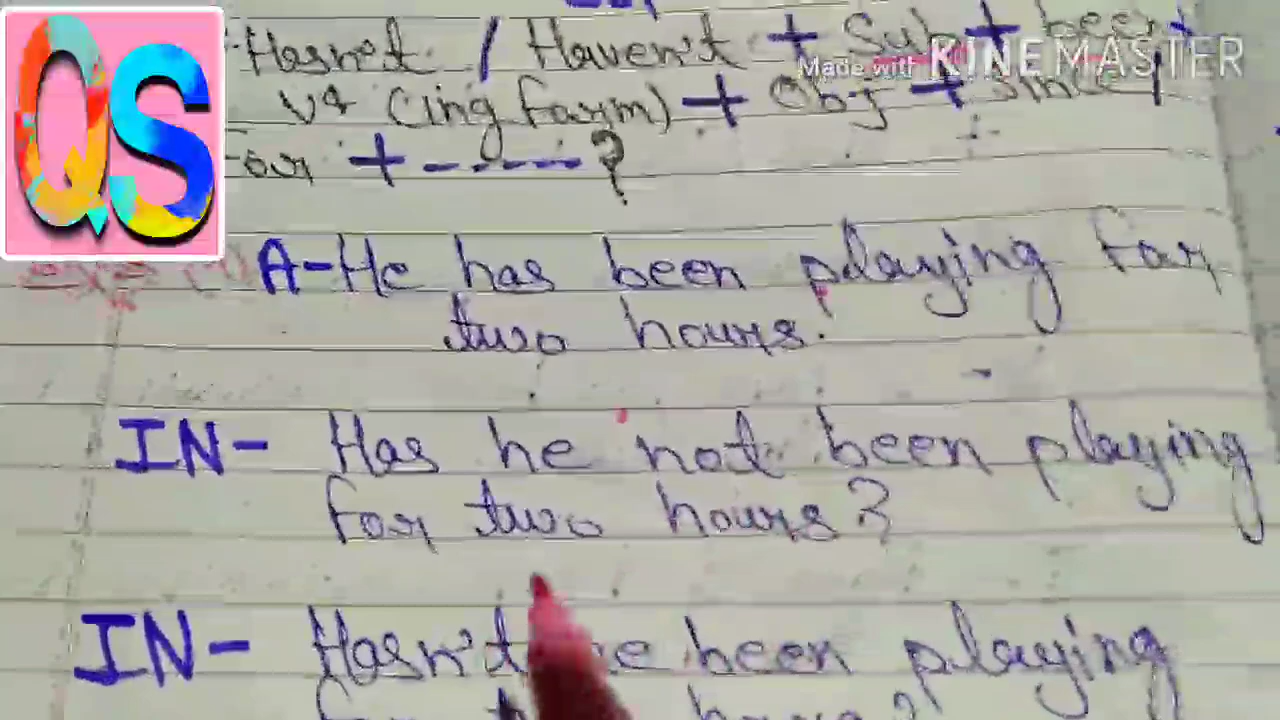 QS
Hasn't / Haven't + Sub + been +
Made with KINEMASTER
V4 (ing form) + Obj + Since /
For + ------?
A- He has been playing for
two hours.
IN- Has he not been playing
for two hours?
IN- Hasn't he been playing